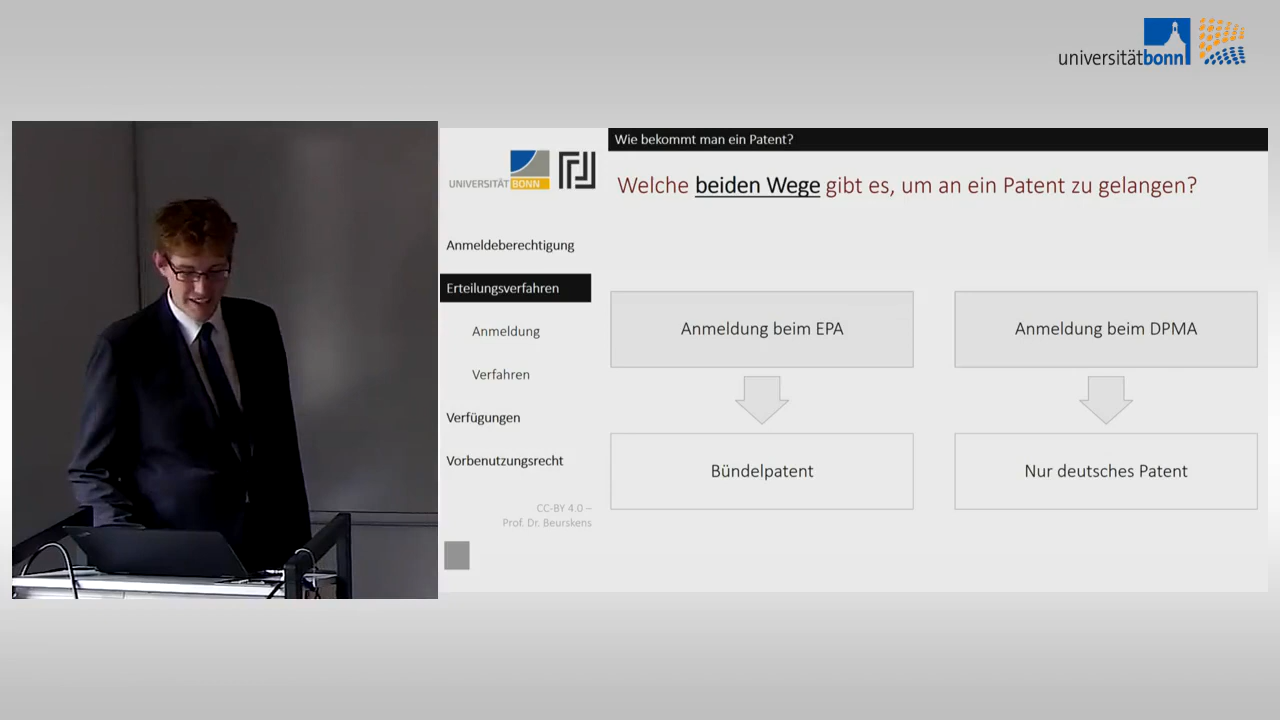 universitätbonn
Wie bekommt man ein Patent?
UNIVERSITÄT BONN
Welche beiden Wege gibt es, um an ein Patent zu gelangen?
Anmeldeberechtigung
Erteilungsverfahren
Anmeldung
Verfahren
Verfügungen
Vorbenutzungsrecht
CC-BY 4.0 –
Prof. Dr. Beurskens
Anmeldung beim EPA
Anmeldung beim DPMA
Bündelpatent
Nur deutsches Patent